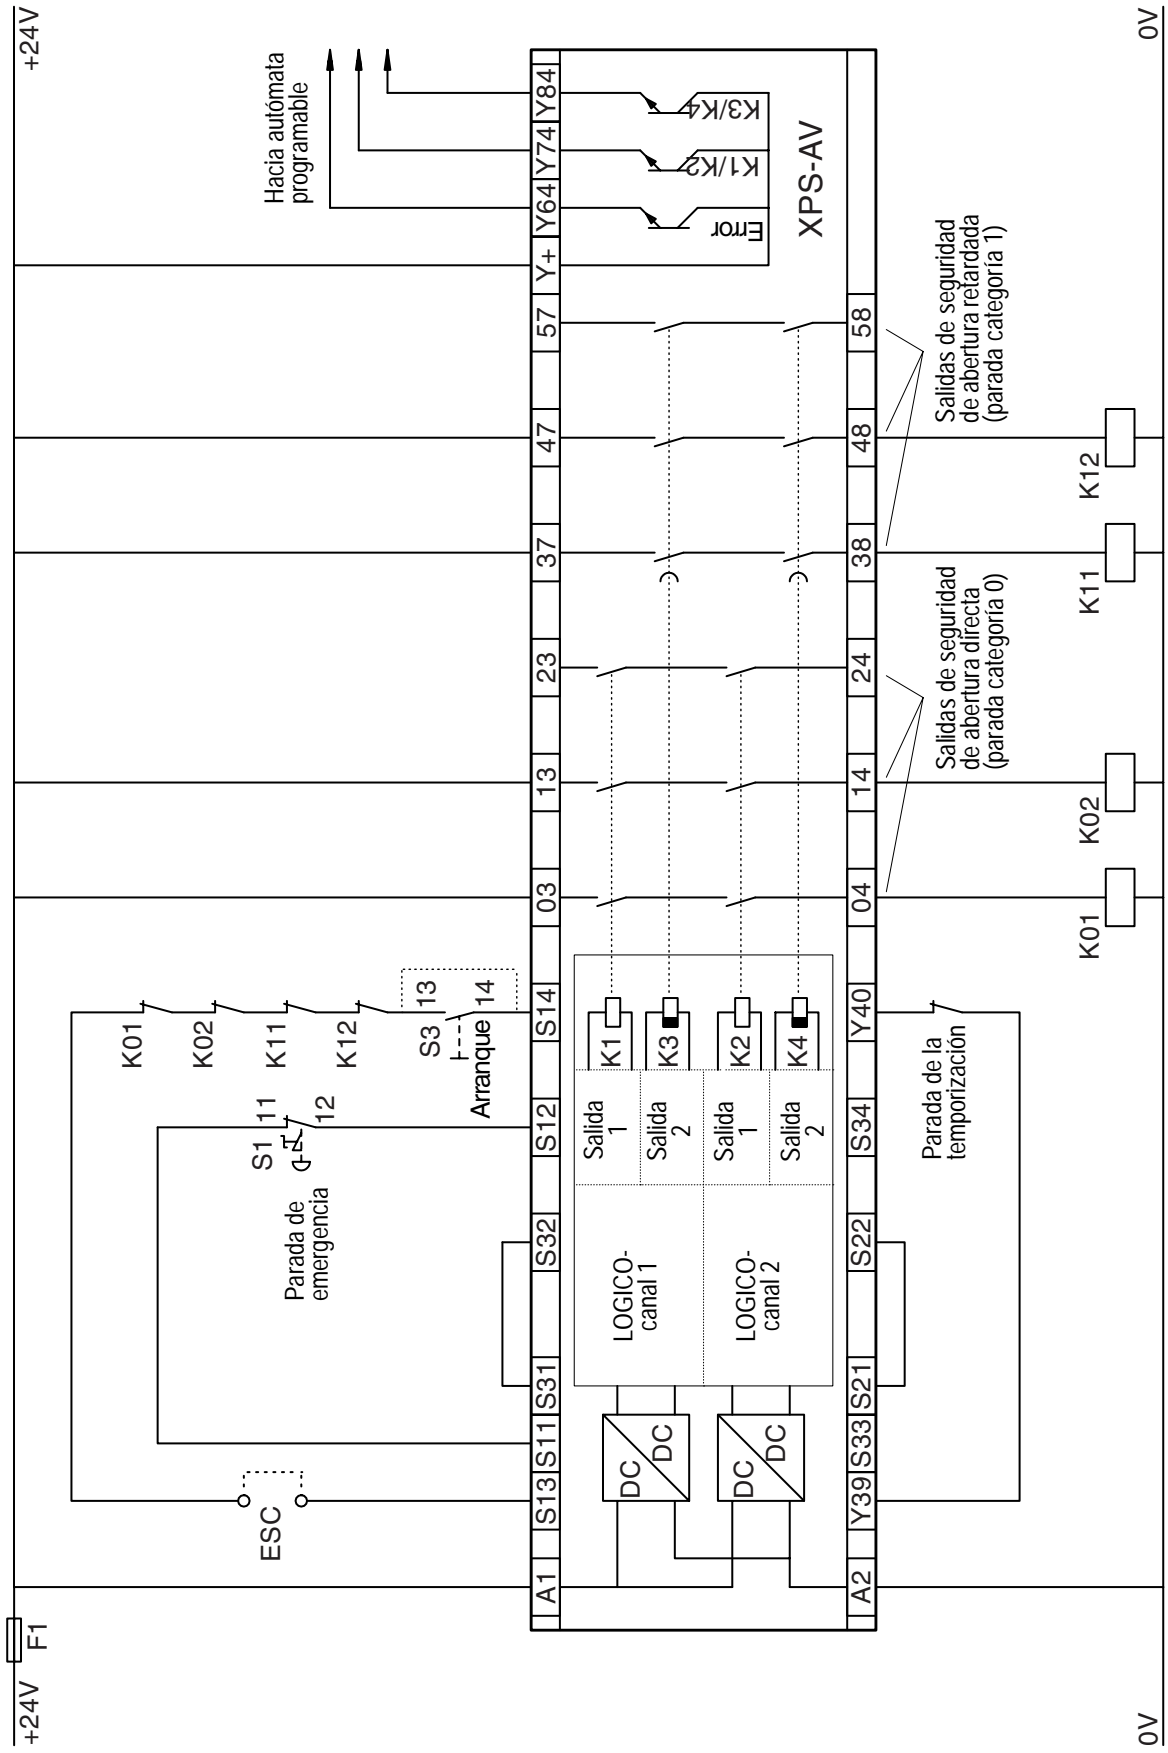 +24V
F1
+24V
ESC
Parada de
emergencia
S1
11
12
K01
K02
K11
K12
S3
13
14
Arranque
Hacia autómata
programable
A1
S13
S11
S31
S32
S12
S14
03
13
23
37
47
57
Y+
Y64
Y74
Y84
DC
DC
DC
DC
LOGICO-
canal 1
LOGICO-
canal 2
Salida
1
Salida
2
Salida
1
Salida
2
K1
K3
K2
K4
Error
K1/K2
K3/K4
XPS-AV
A2
Y39
S33
S21
S22
S34
Y40
04
14
24
38
48
58
Parada de la
temporización
Salidas de seguridad
de abertura directa
(parada categoría 0)
Salidas de seguridad
de abertura retardada
(parada categoría 1)
K01
K02
K11
K12
0V
0V